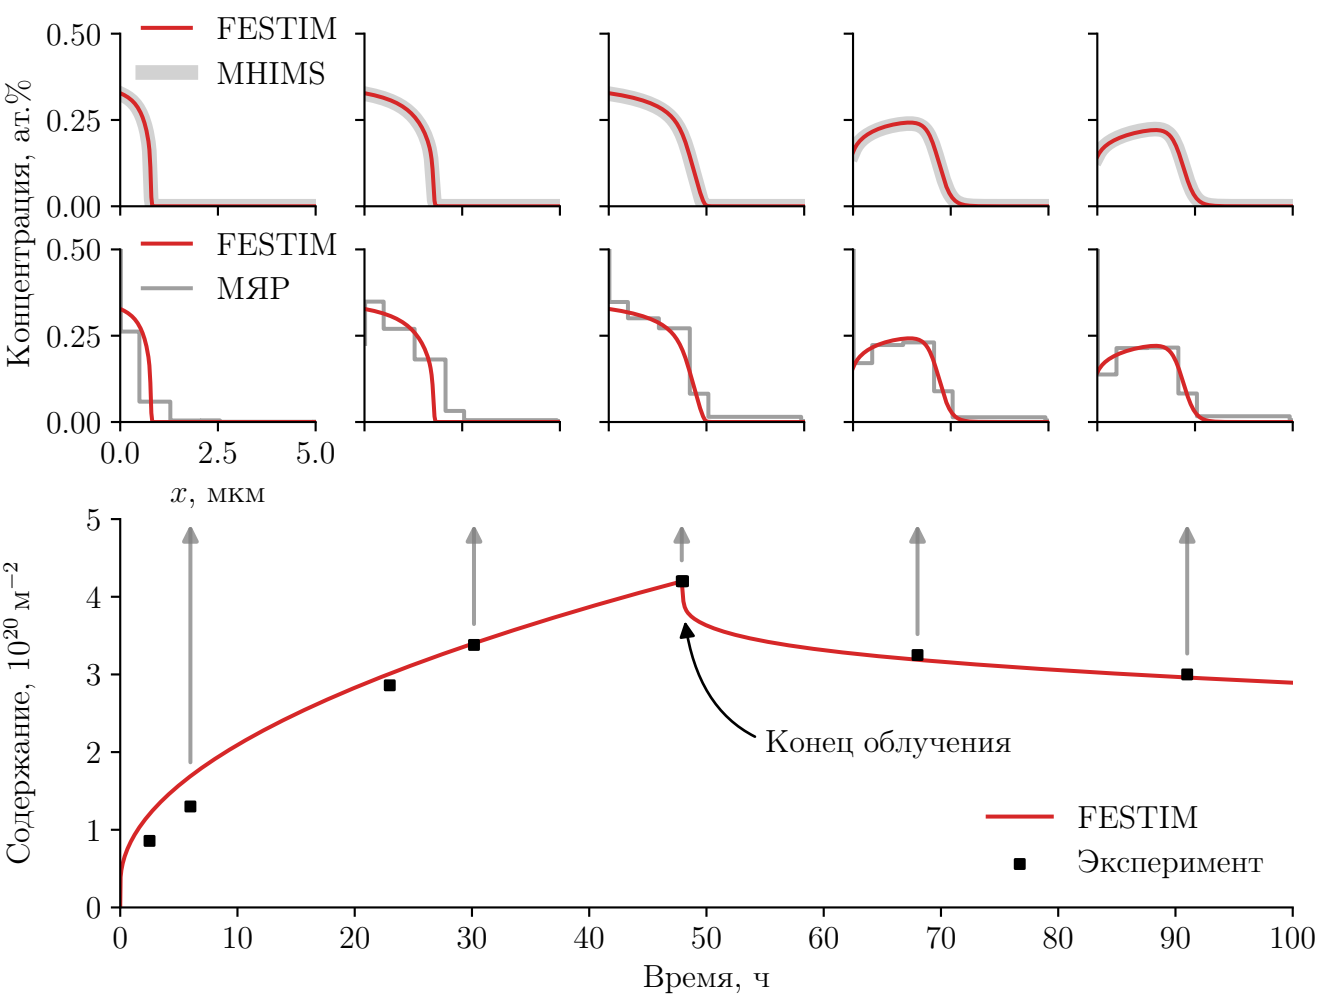 FESTIM
MHIMS
0.50
0.25
0.00
Концентрация, ат.%
FESTIM
МЯР
0.50
0.25
0.00
0.0 2.5 5.0
x, мкм
5
4
3
2
1
0
Содержание, 10²⁰ м⁻²
Конец облучения
FESTIM
Эксперимент
0 10 20 30 40 50 60 70 80 90 100
Время, ч